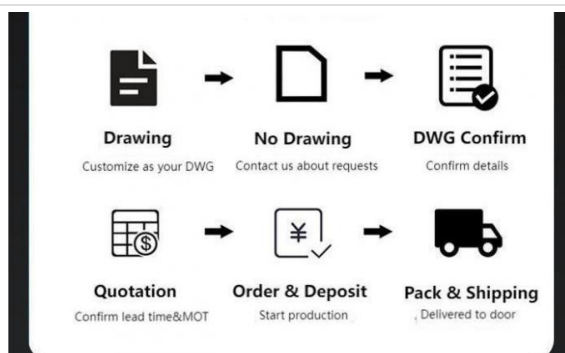 Drawing
No Drawing
DWG Confirm
Customize as your DWG
Contact us about requests
Confirm details
$
¥
Quotation
Order & Deposit
Pack & Shipping
Confirm lead time&MOT
Start production
Delivered to door